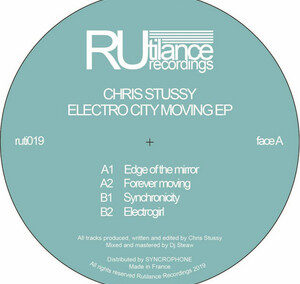 RUtilance
recordings
CHRIS STUSSY
ELECTRO CITY MOVING EP
ruti019
face A
A1 Edge of the mirror
A2 Forever moving
B1 Synchronicity
B2 Electrogirl
All tracks produced, written and edited by Chris Stussy
Mixed and mastered by Dj Steaw
Distributed by SYNCROPHONE
Made in France
All rights reserved Rutilance Recordings 2019